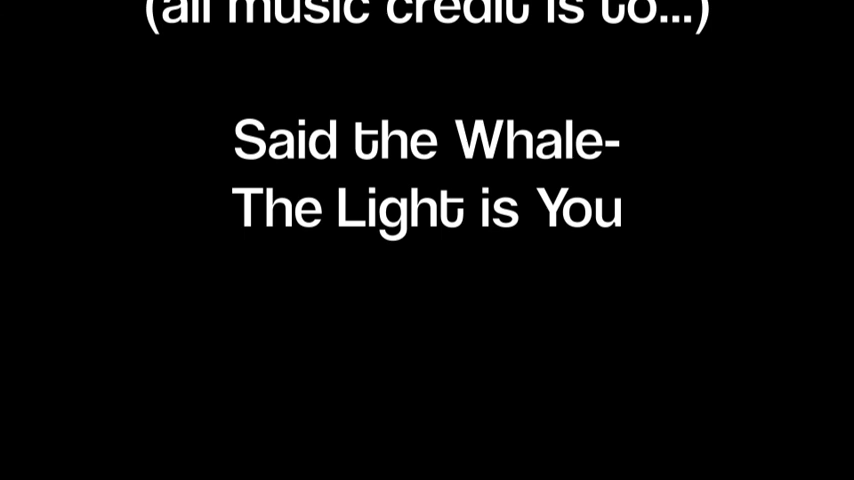 (all music credit is to...)
Said the Whale-
The Light is You